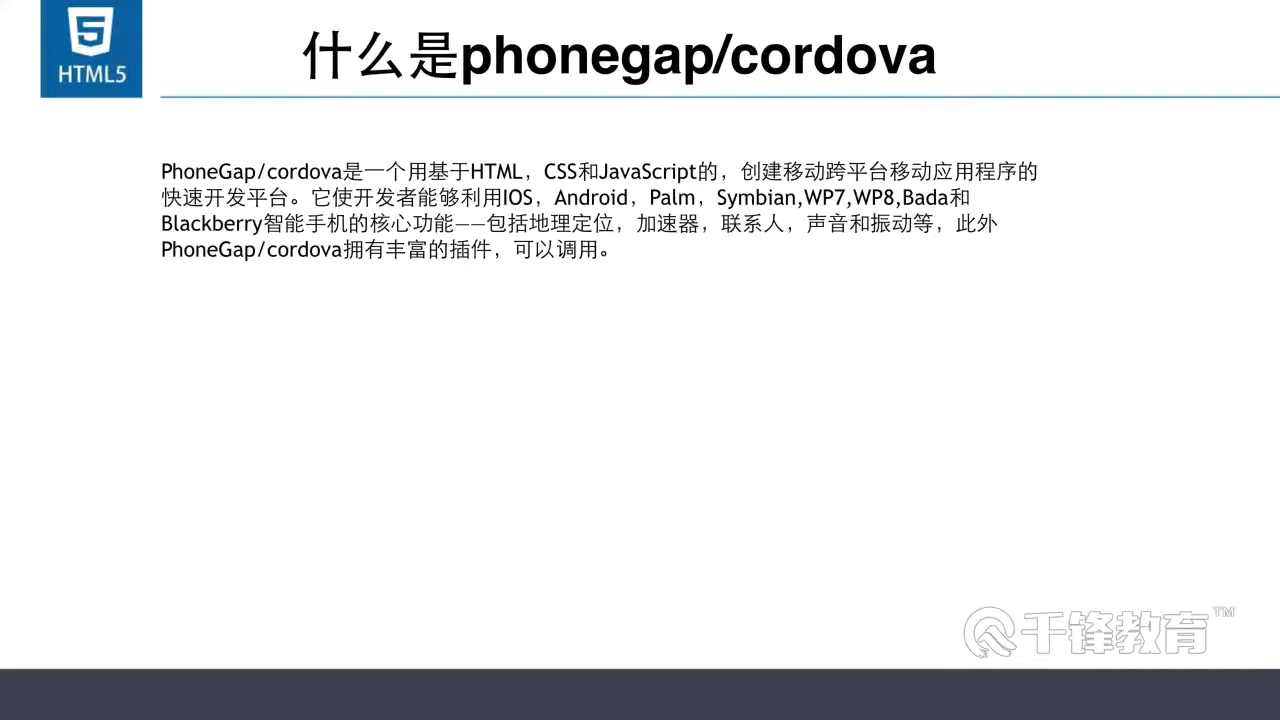 5
HTML5
什么是phonegap/cordova
PhoneGap/cordova是一个用基于HTML，CSS和JavaScript的，创建移动跨平台移动应用程序的
快速开发平台。它使开发者能够利用IOS，Android，Palm，Symbian,WP7,WP8,Bada和
Blackberry智能手机的核心功能——包括地理定位，加速器，联系人，声音和振动等，此外
PhoneGap/cordova拥有丰富的插件，可以调用。
千锋教育™